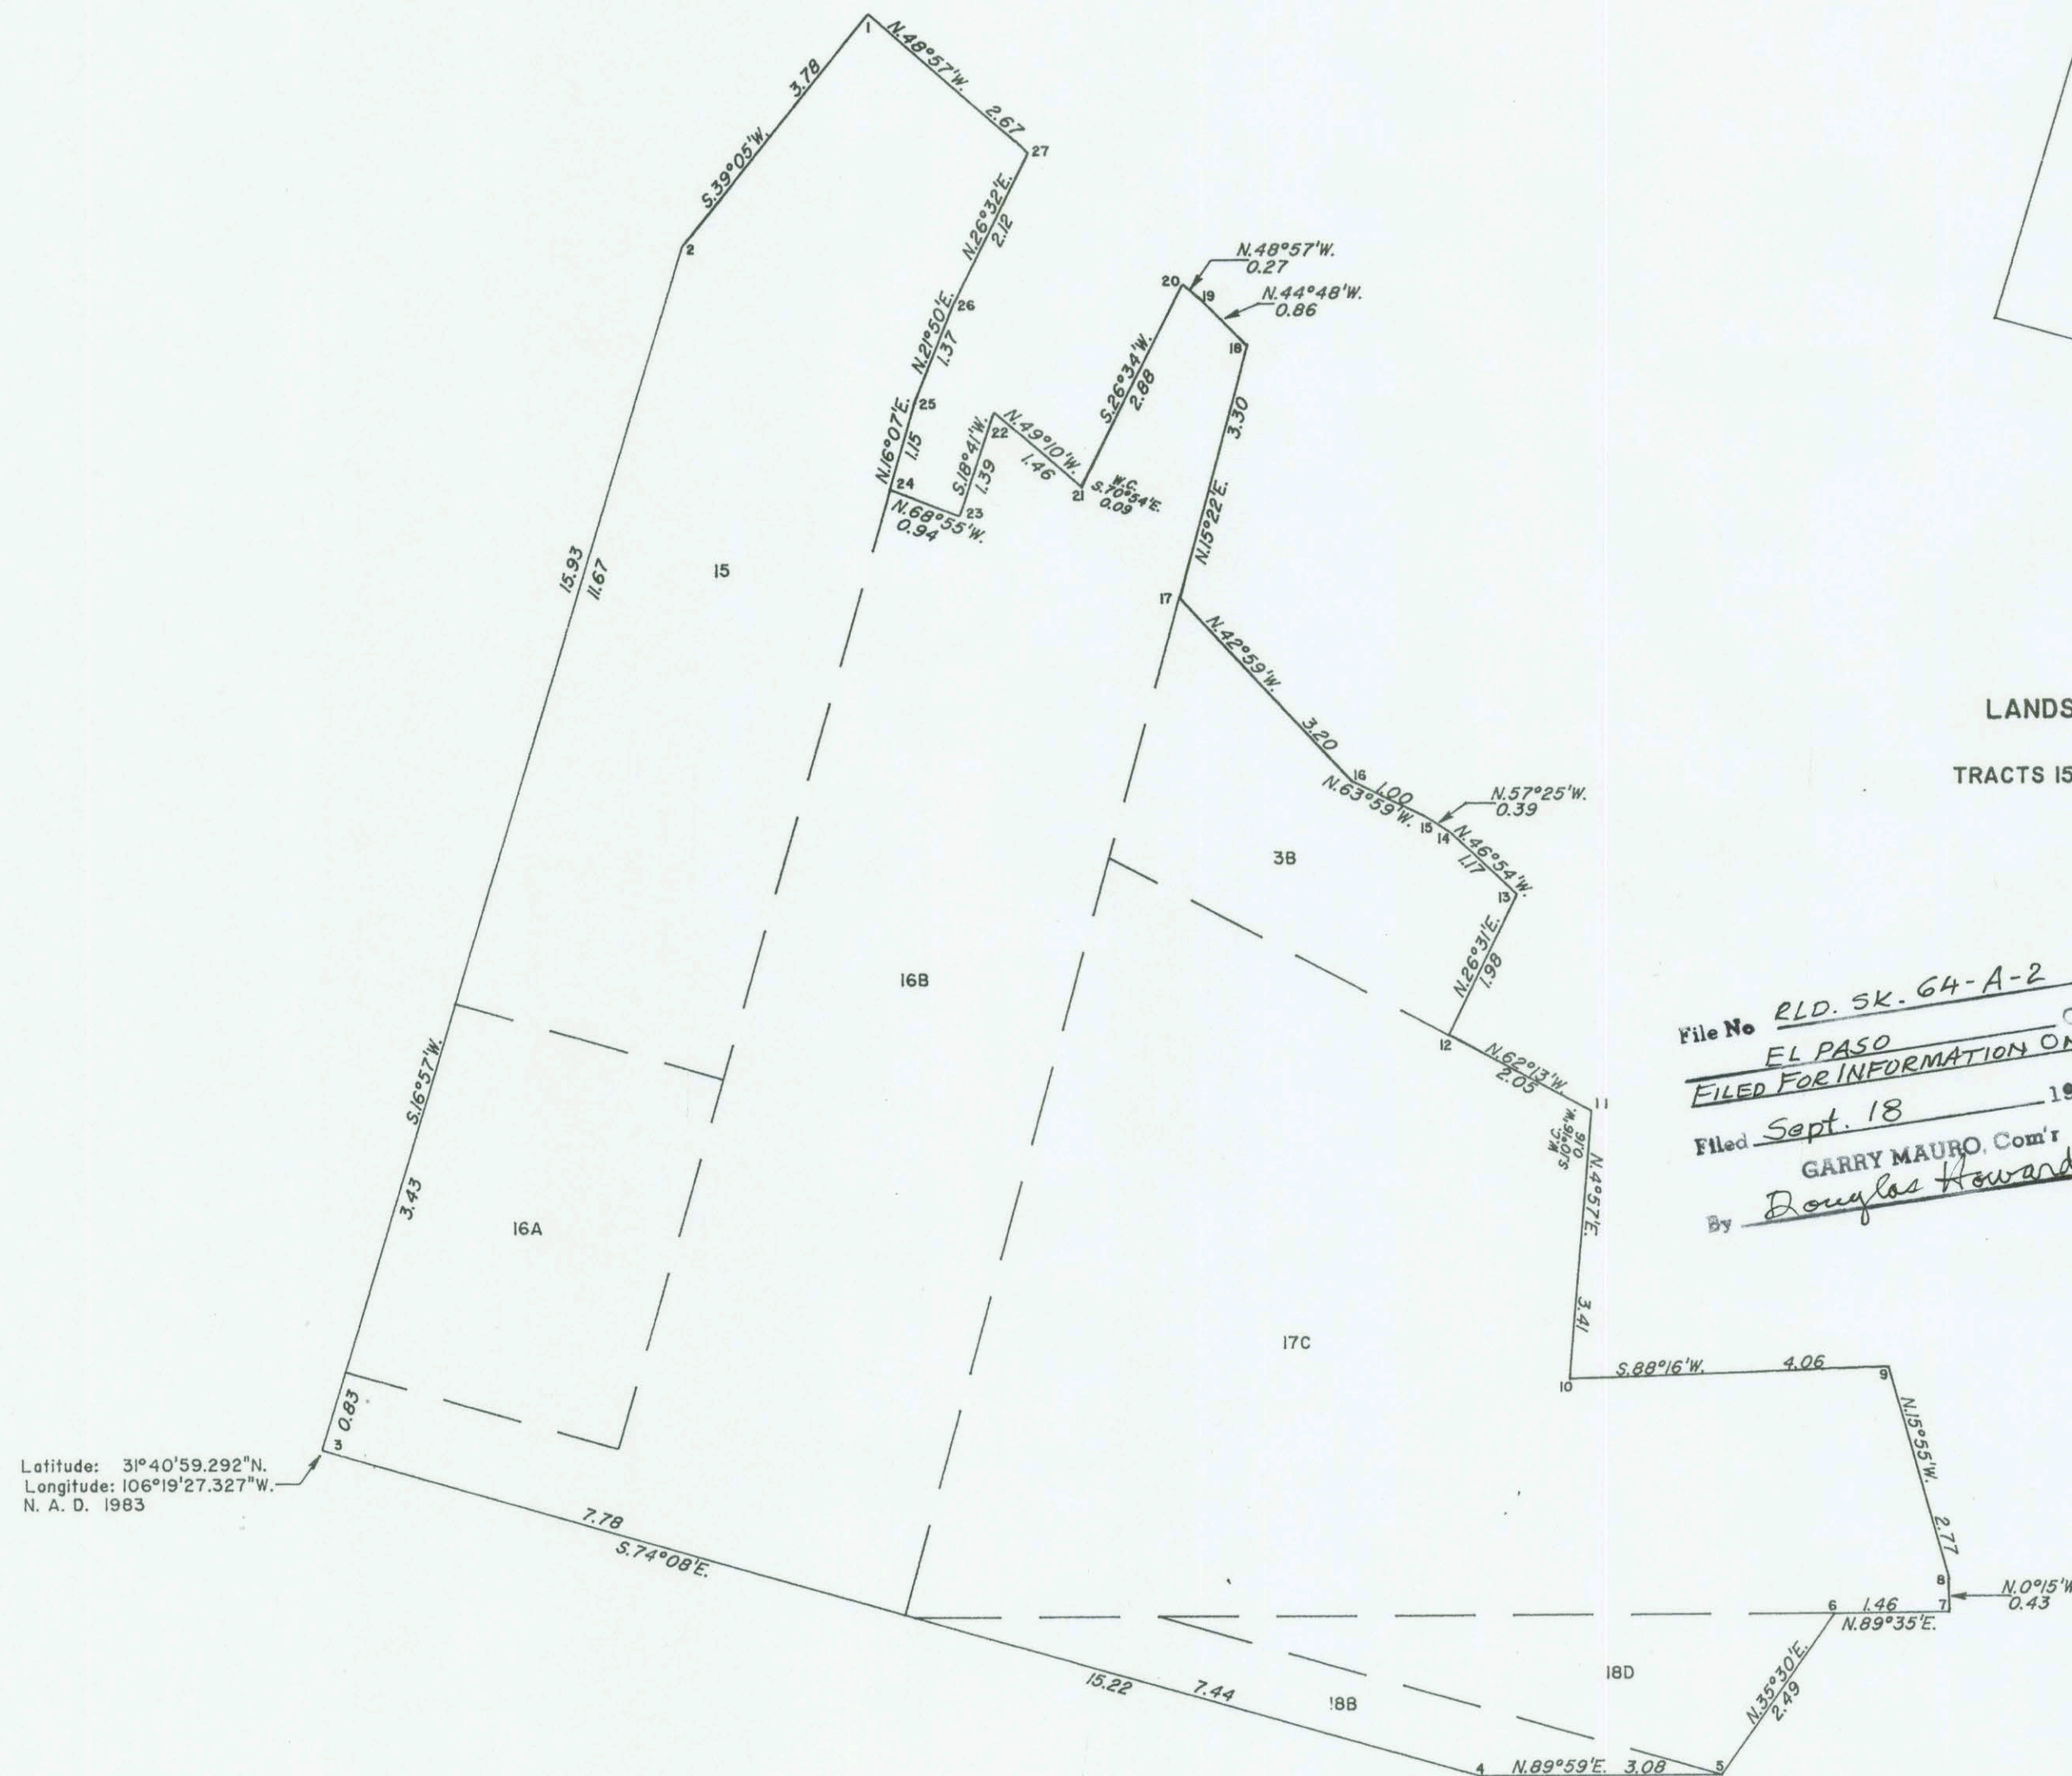 1
N.48°57'W.
2.67
27
3.78
S.39°05'W.
2
N.26°32'E.
2.12
26
N.21°50'E.
1.37
25
N.16°07'E.
1.15
24
N.68°55'W.
0.94
23
S.18°41'W.
1.39
22
N.49°10'W.
1.46
21
W.C.
S.70°54'E.
0.09
S.26°34'W.
2.88
20
N.48°57'W.
0.27
19
N.44°48'W.
0.86
18
3.30
N.15°22'E.
17
15
15.93
11.67
N.42°59'W.
3.20
16
1.00
N.63°59'W.
15
N.57°25'W.
0.39
14
N.46°54'W.
1.17
13
N.26°31'E.
1.98
12
N.62°13'W.
2.05
11
W.C.
S.10°16'W.
0.16
N.4°57'E.
3.41
10
S.88°16'W. 4.06
9
N.15°55'W.
2.77
8
N.0°15'W
0.43
7
6
1.46
N.89°35'E.
3B
16B
S.16°57'W.
3.43
16A
17C
0.83
3
Latitude: 31°40'59.292"N.
Longitude: 106°19'27.327"W.
N. A. D. 1983
7.78
S.74°08'E.
15.22 7.44
18B
18D
N.35°30'E.
2.49
4 N.89°59'E. 3.08 5
LANDS
TRACTS 15
File No RLD. SK. 64-A-2
EL PASO
FILED FOR INFORMATION ON
Filed Sept. 18 19
GARRY MAURO, Com'r
By Douglas Howard